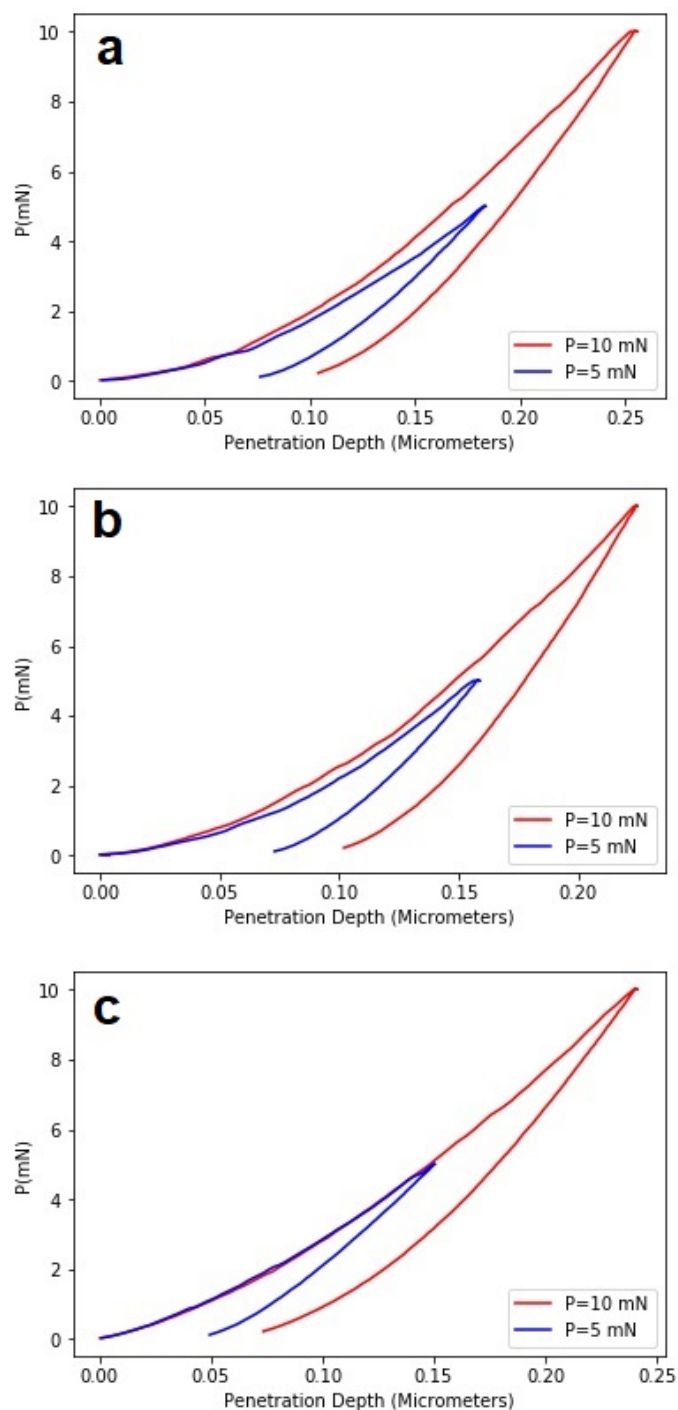 a
10
8
6
4
2
0
P(mN)
P=10 mN
P=5 mN
0.00 0.05 0.10 0.15 0.20 0.25
Penetration Depth (Micrometers)
b
10
8
6
4
2
0
P(mN)
P=10 mN
P=5 mN
0.00 0.05 0.10 0.15 0.20
Penetration Depth (Micrometers)
c
10
8
6
4
2
0
P(mN)
P=10 mN
P=5 mN
0.00 0.05 0.10 0.15 0.20 0.25
Penetration Depth (Micrometers)